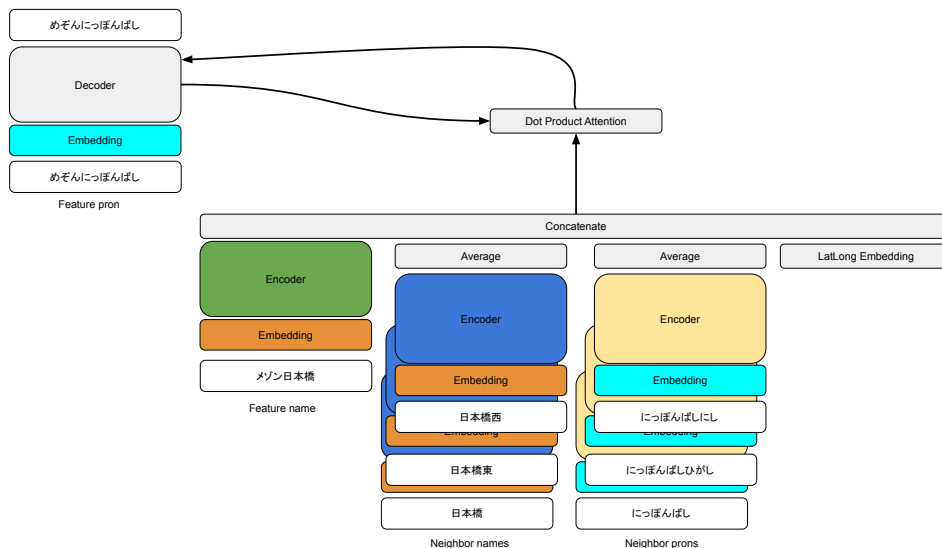 めぞんにっぽんばし
Decoder
Embedding
めぞんにっぽんばし
Feature pron
Dot Product Attention
Concatenate
Encoder
Embedding
メゾン日本橋
Feature name
Average
Encoder
Embedding
日本橋西
Embedding
日本橋東
日本橋
Neighbor names
Average
Encoder
Embedding
にっぽんばしにし
Embedding
にっぽんばしひがし
にっぽんばし
Neighbor prons
LatLong Embedding